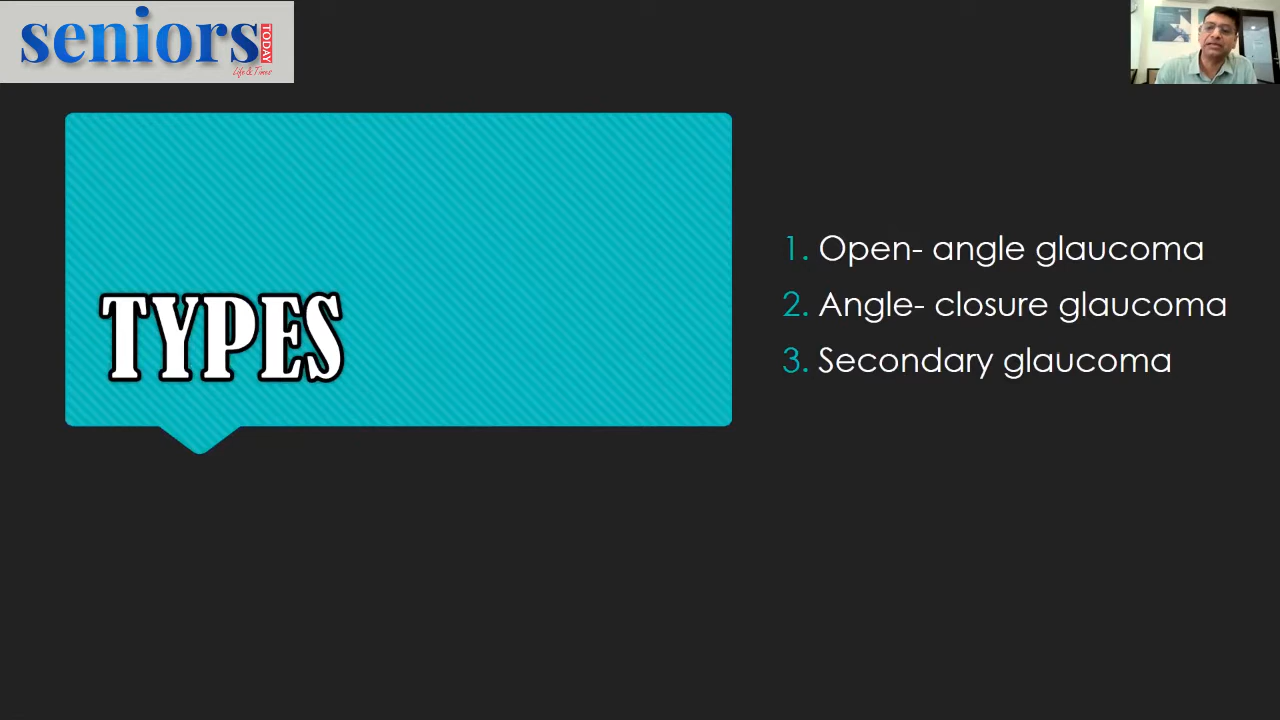 seniors
TODAY
Life & Times
TYPES
1. Open- angle glaucoma
2. Angle- closure glaucoma
3. Secondary glaucoma